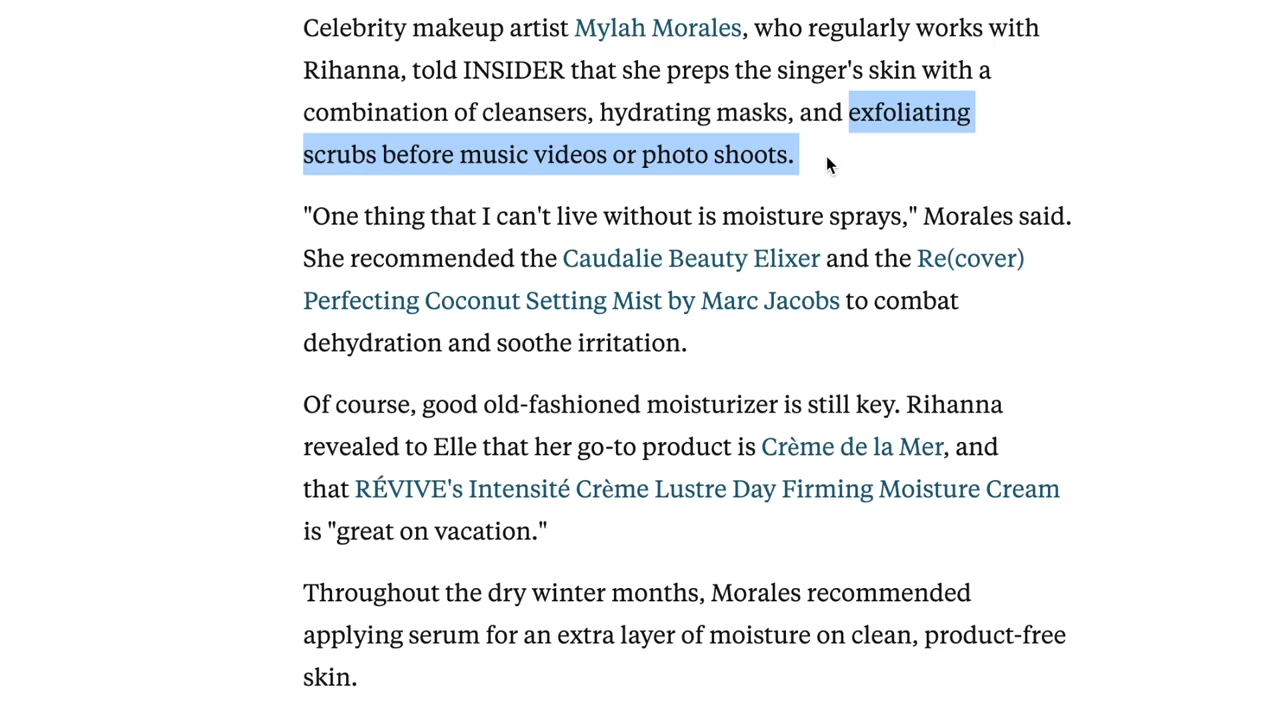 Celebrity makeup artist Mylah Morales, who regularly works with
Rihanna, told INSIDER that she preps the singer's skin with a
combination of cleansers, hydrating masks, and exfoliating
scrubs before music videos or photo shoots.
"One thing that I can't live without is moisture sprays," Morales said.
She recommended the Caudalie Beauty Elixer and the Re(cover)
Perfecting Coconut Setting Mist by Marc Jacobs to combat
dehydration and soothe irritation.
Of course, good old-fashioned moisturizer is still key. Rihanna
revealed to Elle that her go-to product is Crème de la Mer, and
that RÉVIVE's Intensité Crème Lustre Day Firming Moisture Cream
is "great on vacation."
Throughout the dry winter months, Morales recommended
applying serum for an extra layer of moisture on clean, product-free
skin.